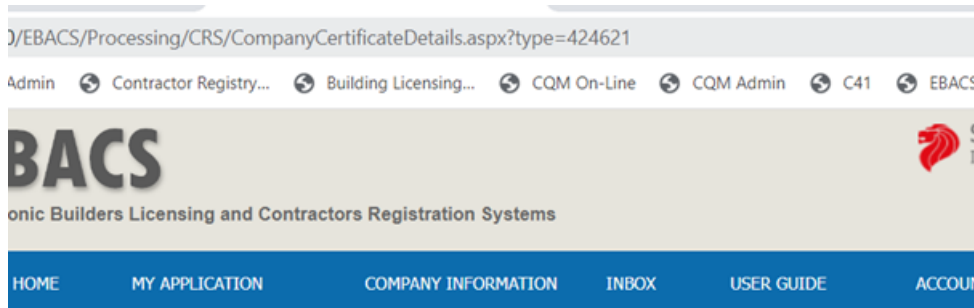 /EBACS/Processing/CRS/CompanyCertificateDetails.aspx?type=424621
Admin Contractor Registry... Building Licensing... CQM On-Line CQM Admin C41 EBACS
BACS
onic Builders Licensing and Contractors Registration Systems
HOME MY APPLICATION COMPANY INFORMATION INBOX USER GUIDE ACCOUN